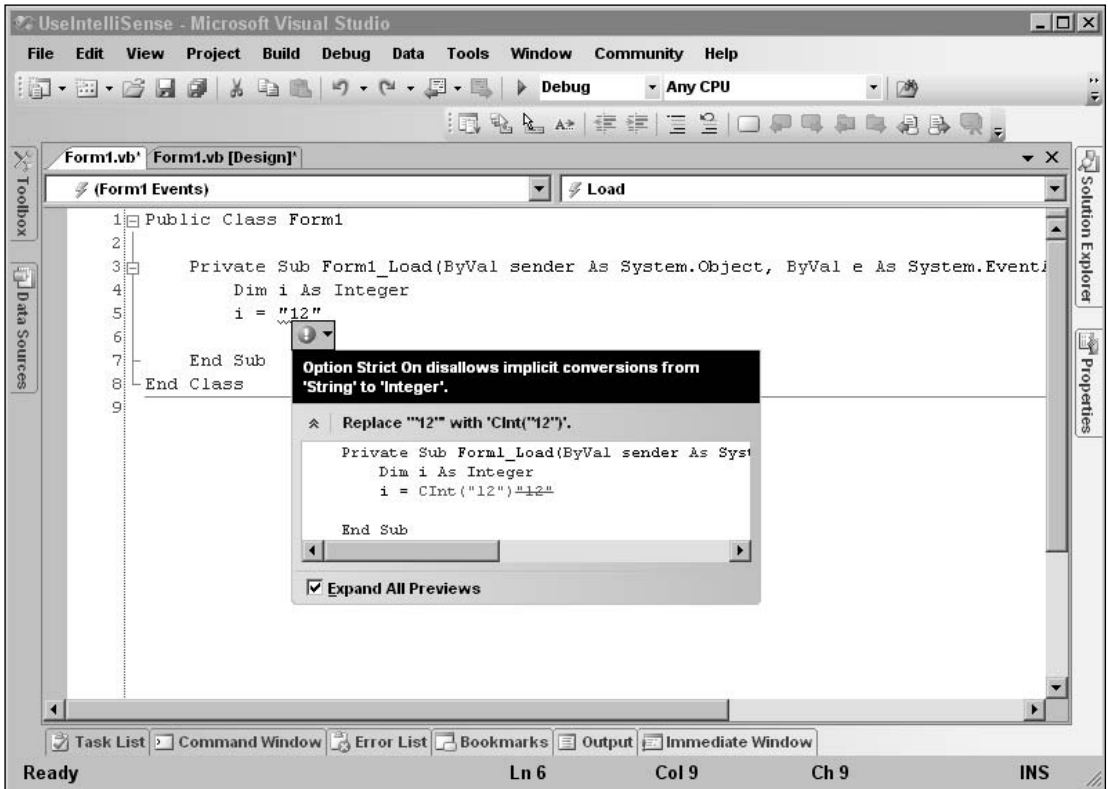 UseIntelliSense - Microsoft Visual Studio
File Edit View Project Build Debug Data Tools Window Community Help
Debug Any CPU
Form1.vb* Form1.vb [Design]*
(Form1 Events) Load
Toolbox
Data Sources
Solution Explorer
Properties
1 Public Class Form1
2
3 Private Sub Form1_Load(ByVal sender As System.Object, ByVal e As System.Event
4 Dim i As Integer
5 i = "12"
6
7 End Sub
8 End Class
9
Option Strict On disallows implicit conversions from
'String' to 'Integer'.
Replace '"12"' with 'CInt("12")'.
Private Sub Form1_Load(ByVal sender As Syst
Dim i As Integer
i = CInt("12")"12"
End Sub
Expand All Previews
Task List Command Window Error List Bookmarks Output Immediate Window
Ready Ln 6 Col 9 Ch 9 INS